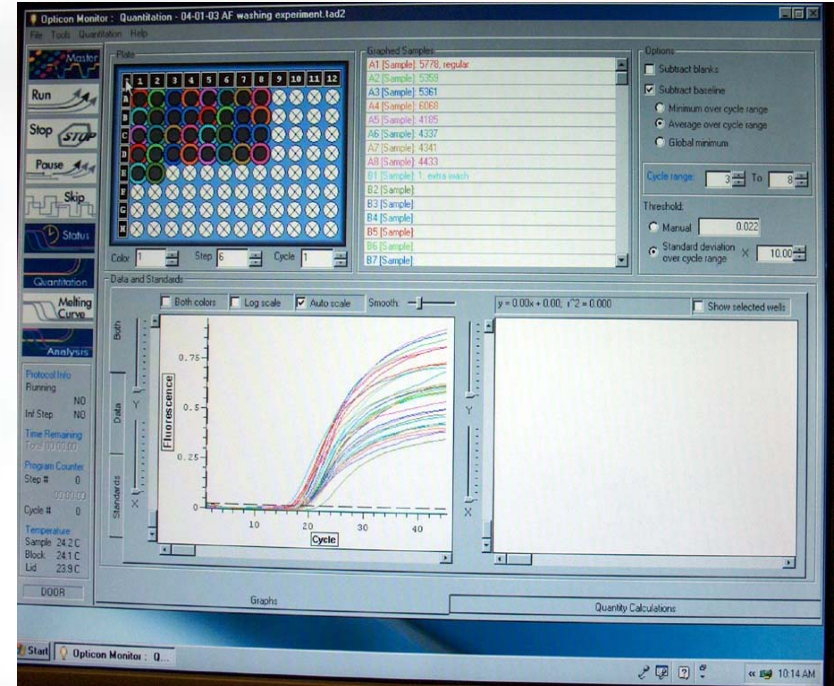 Opticon Monitor : Quantitation - 04-01-03 AF washing experiment.tad2
File Tools Quantitation Help
Master
Run
Stop STOP
Pause
Skip
Status
Quantitation
Melting Curve
Analysis
Protocol Info
Running
NO
Inf Step NO
Time Remaining
Total 00:00:00
Program Counter
Step # 0
00:00:00
Cycle # 0
Temperature
Sample 24.2 C
Block 24.1 C
Lid 23.9 C
DOOR
Plate
1 2 3 4 5 6 7 8 9 10 11 12
A
B
C
D
E
F
G
H
Color 1 Step 6 Cycle 1
Graphed Samples
A1 [Sample]: 5778, regular
A2 [Sample]: 5359
A3 [Sample]: 5361
A4 [Sample]: 6068
A5 [Sample]: 4185
A6 [Sample]: 4337
A7 [Sample]: 4341
A8 [Sample]: 4433
B1 [Sample]: 1, extra wash
B2 [Sample]
B3 [Sample]
B4 [Sample]
B5 [Sample]
B6 [Sample]
B7 [Sample]
Options
Subtract blanks
Subtract baseline
Minimum over cycle range
Average over cycle range
Global minimum
Cycle range: 3 To 8
Threshold:
Manual 0.022
Standard deviation over cycle range X 10.00
Data and Standards
Both colors Log scale Auto scale Smooth:
y = 0.00x + 0.00; r^2 = 0.000
Show selected wells
Both
Data
Standards
Y
X
Fluorescence
0.75
0.5
0.25
0
10 20 30 40
Cycle
Y
X
Graphs
Quantity Calculations
Start Opticon Monitor : Q...
10:14 AM